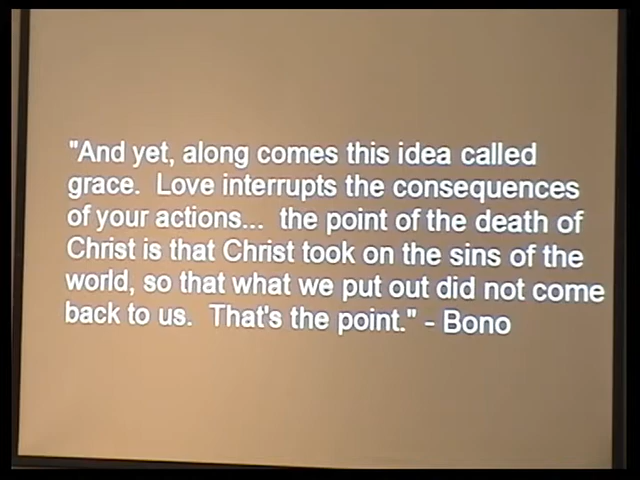 "And yet, along comes this idea called
grace.  Love interrupts the consequences
of your actions...  the point of the death of
Christ is that Christ took on the sins of the
world, so that what we put out did not come
back to us.  That's the point." - Bono